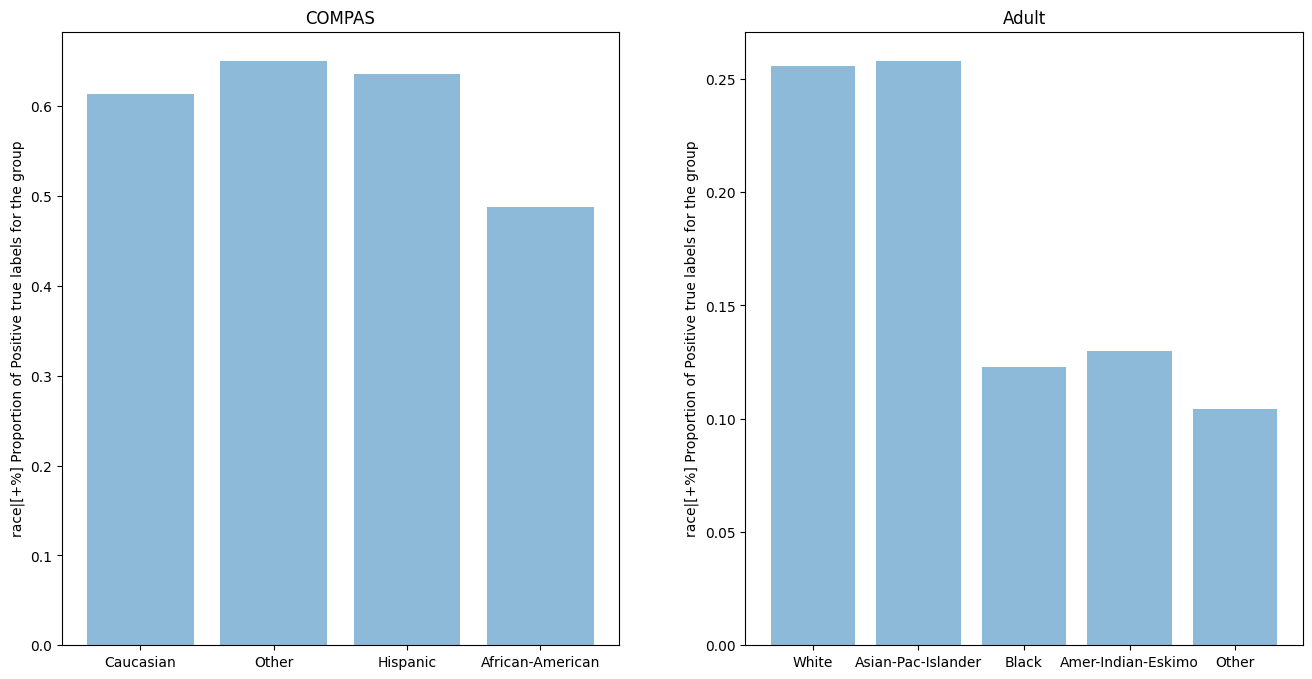 COMPAS
race|[+%] Proportion of Positive true labels for the group
0.6
0.5
0.4
0.3
0.2
0.1
0.0
Caucasian Other Hispanic African-American
Adult
race|[+%] Proportion of Positive true labels for the group
0.25
0.20
0.15
0.10
0.05
0.00
White Asian-Pac-Islander Black Amer-Indian-Eskimo Other